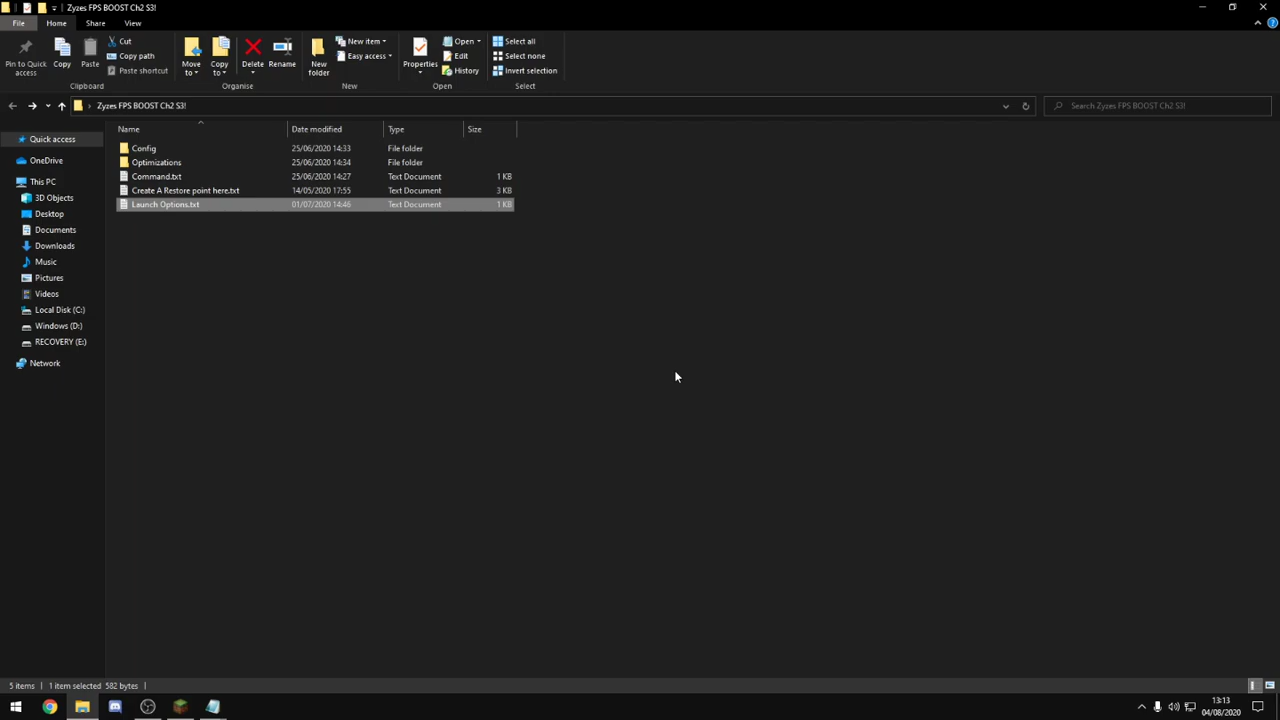 Zyzes FPS BOOST Ch2 S3!
File Home Share View
Pin to Quick access
Copy
Paste
Cut
Copy path
Paste shortcut
Clipboard
Move to
Copy to
Delete
Rename
Organise
New folder
New item
Easy access
New
Properties
Open
Edit
History
Open
Select all
Select none
Invert selection
Select
Zyzes FPS BOOST Ch2 S3!
Search Zyzes FPS BOOST Ch2 S3!
Name Date modified Type Size
Config 25/06/2020 14:33 File folder
Optimizations 25/06/2020 14:34 File folder
Command.txt 25/06/2020 14:27 Text Document 1 KB
Create A Restore point here.txt 14/05/2020 17:55 Text Document 3 KB
Launch Options.txt 01/07/2020 14:46 Text Document 1 KB
Quick access
OneDrive
This PC
3D Objects
Desktop
Documents
Downloads
Music
Pictures
Videos
Local Disk (C:)
Windows (D:)
RECOVERY (E:)
Network
5 items 1 item selected 582 bytes
13:13
04/08/2020